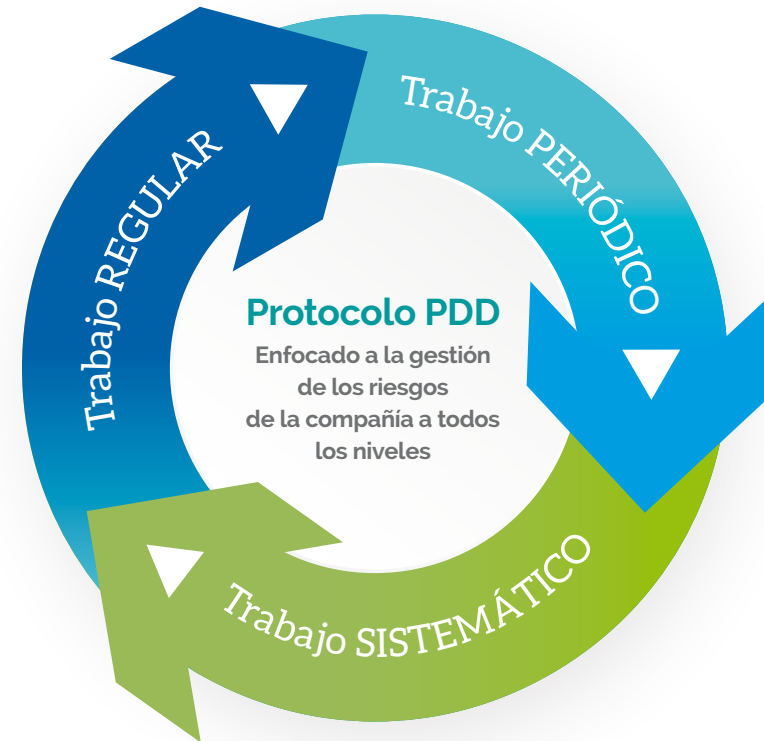 Trabajo PERIÓDICO
Trabajo REGULAR
Protocolo PDD
Enfocado a la gestión
de los riesgos
de la compañía a todos
los niveles
Trabajo SISTEMÁTICO